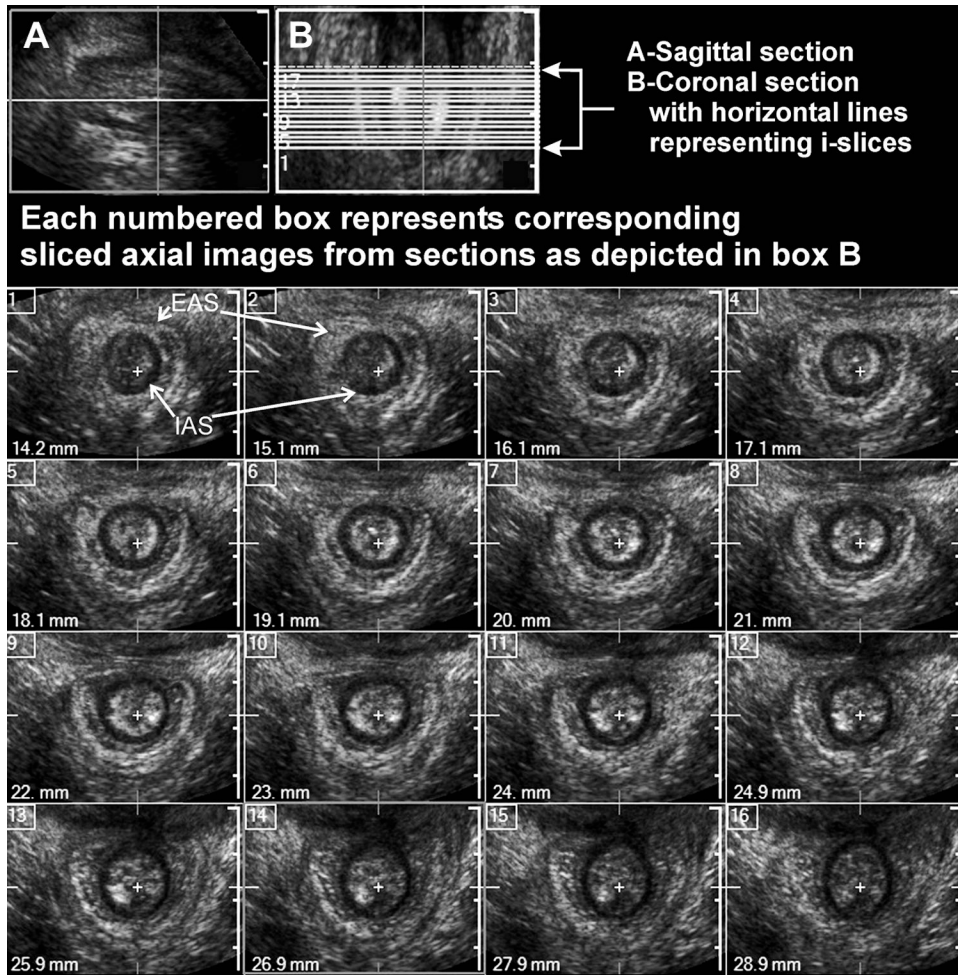 A
B
A-Sagittal section
B-Coronal section
with horizontal lines
representing i-slices
17
13
9
5
1
Each numbered box represents corresponding
sliced axial images from sections as depicted in box B
1
2
3
4
EAS
IAS
14.2 mm
15.1 mm
16.1 mm
17.1 mm
5
6
7
8
18.1 mm
19.1 mm
20. mm
21. mm
9
10
11
12
22. mm
23. mm
24. mm
24.9 mm
13
14
15
16
25.9 mm
26.9 mm
27.9 mm
28.9 mm